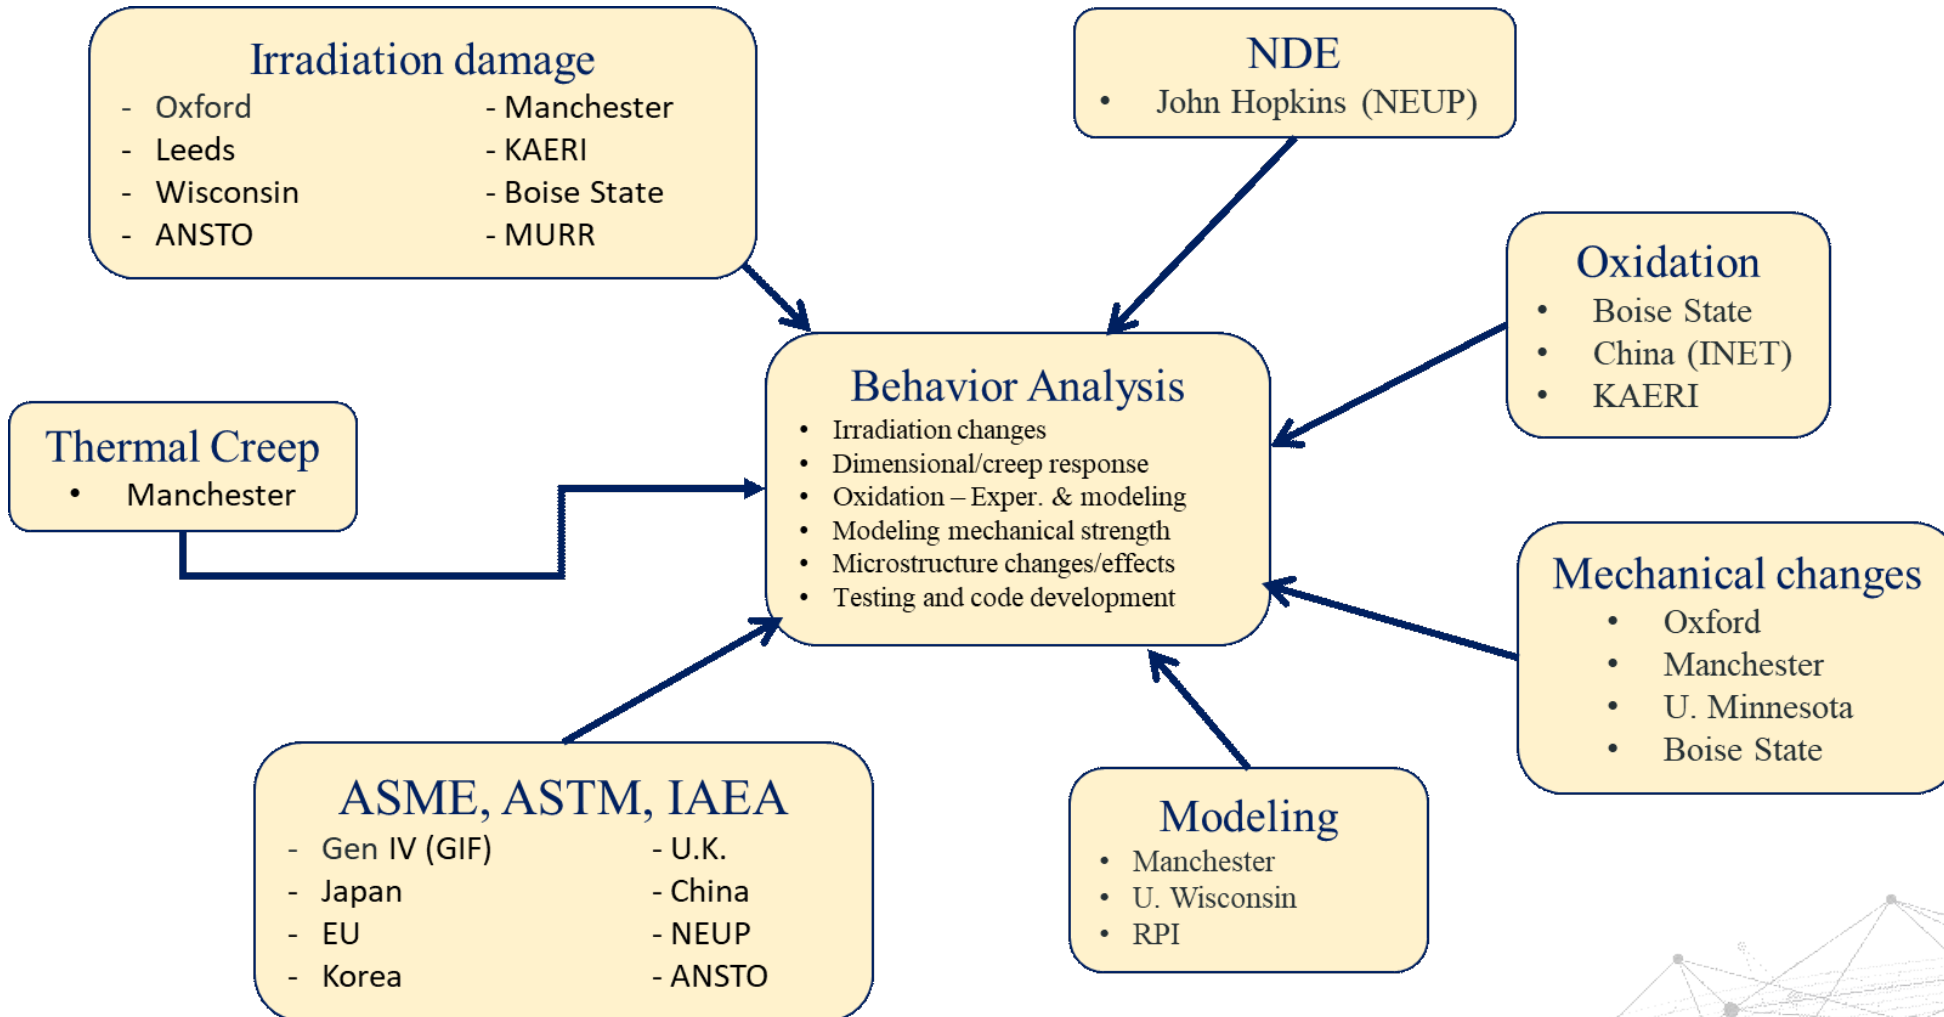 Irradiation damage
- Oxford
- Leeds
- Wisconsin
- ANSTO
- Manchester
- KAERI
- Boise State
- MURR
NDE
• John Hopkins (NEUP)
Oxidation
• Boise State
• China (INET)
• KAERI
Behavior Analysis
• Irradiation changes
• Dimensional/creep response
• Oxidation – Exper. & modeling
• Modeling mechanical strength
• Microstructure changes/effects
• Testing and code development
Thermal Creep
• Manchester
Mechanical changes
• Oxford
• Manchester
• U. Minnesota
• Boise State
ASME, ASTM, IAEA
- Gen IV (GIF)
- Japan
- EU
- Korea
- U.K.
- China
- NEUP
- ANSTO
Modeling
• Manchester
• U. Wisconsin
• RPI